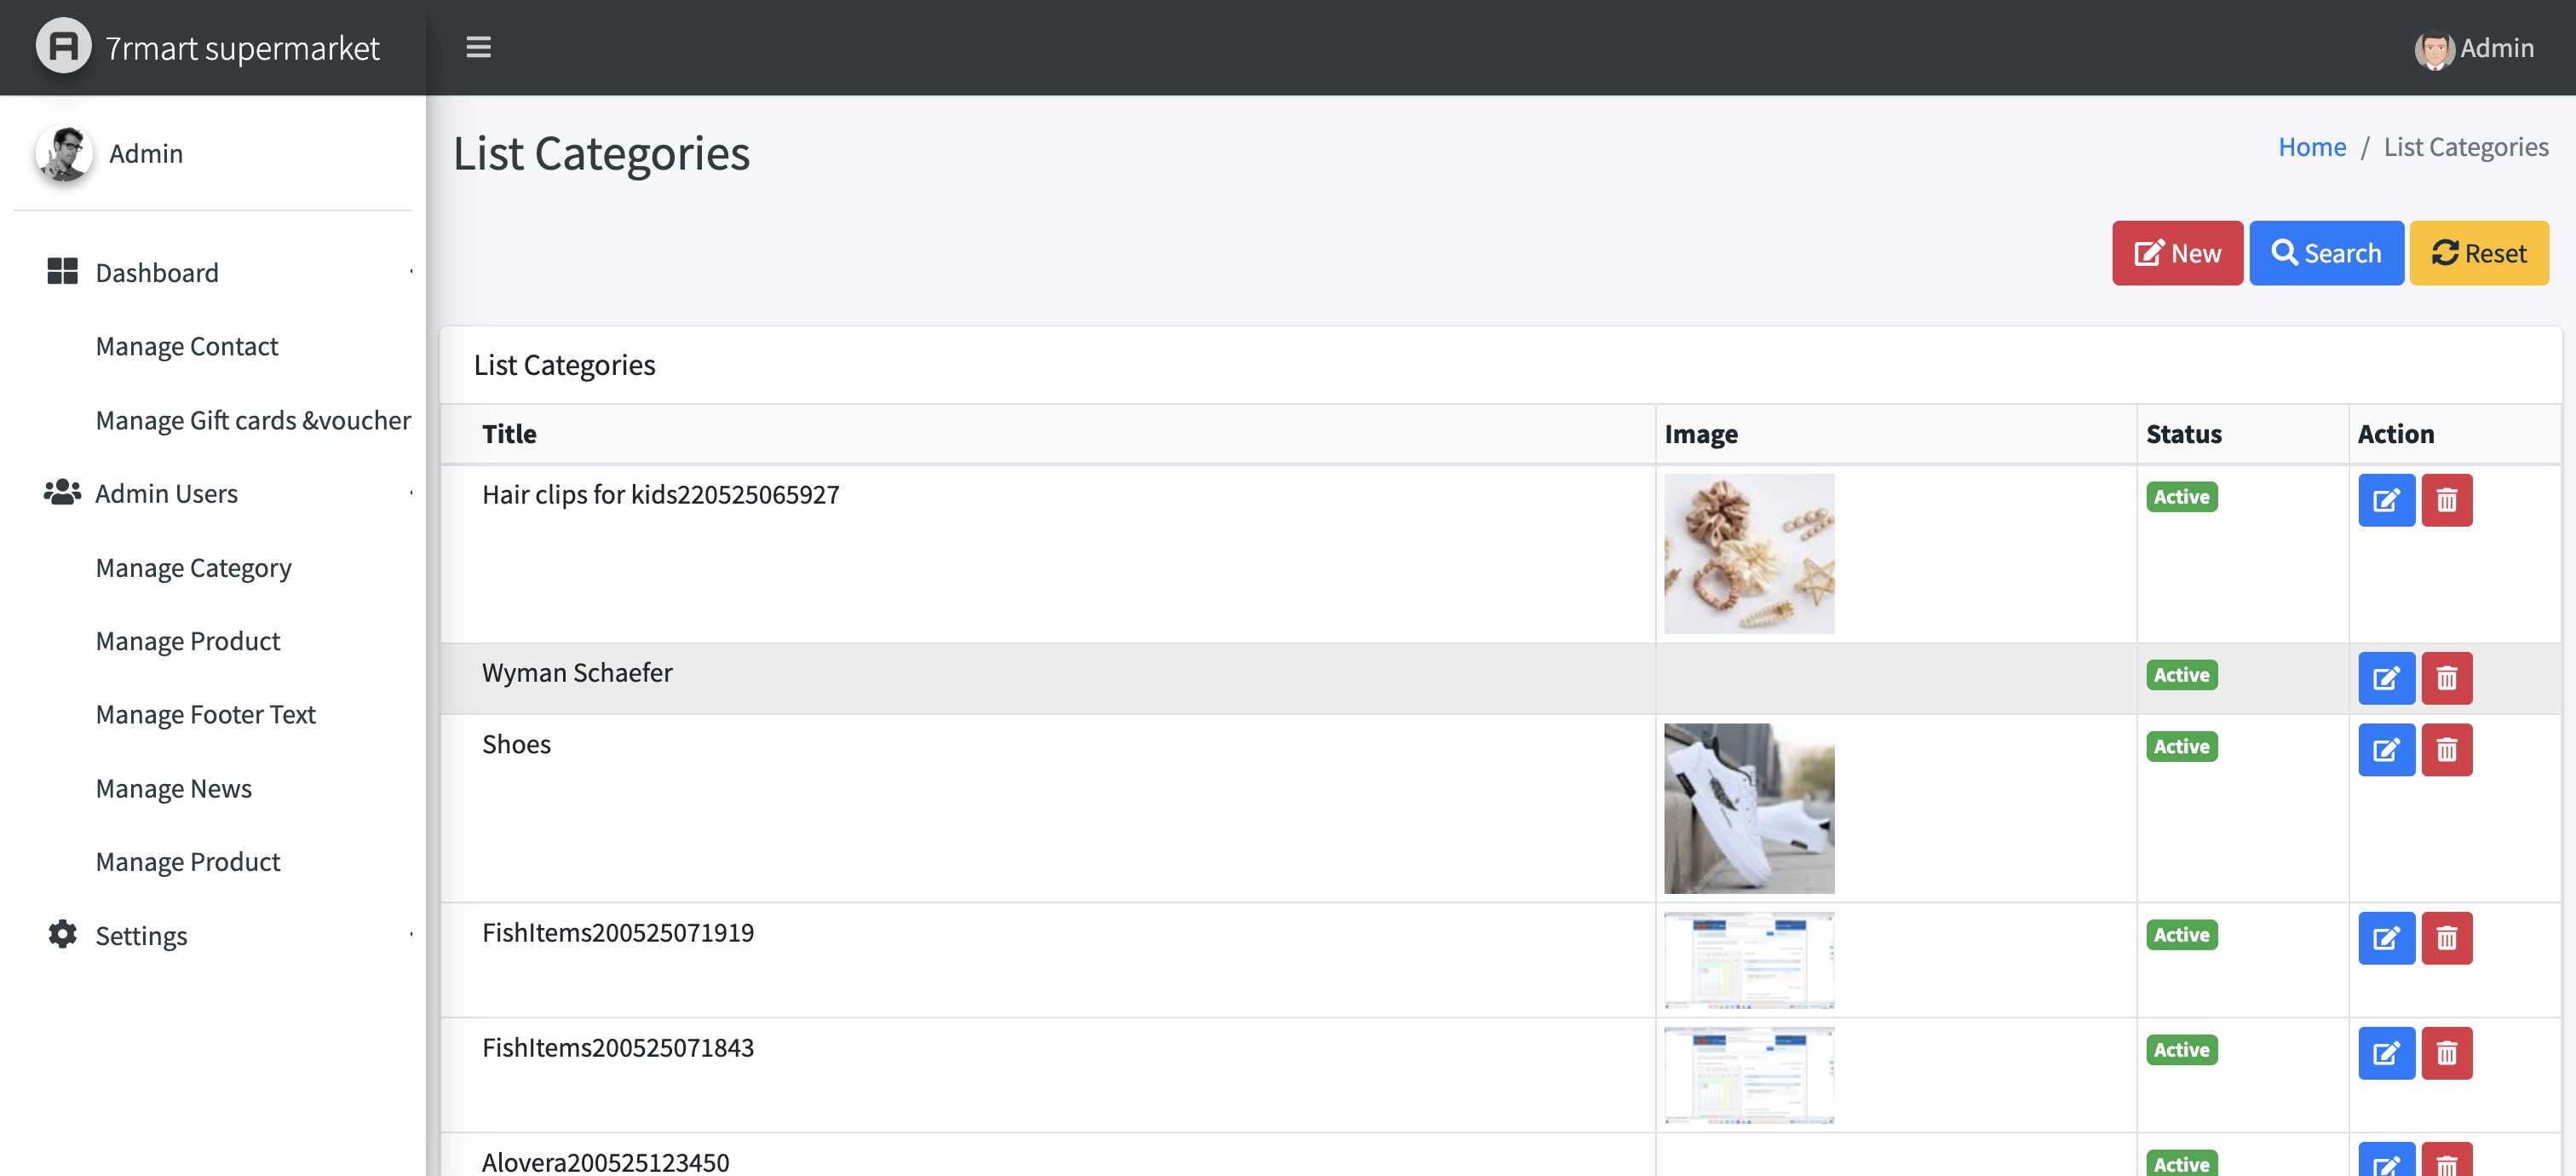 7rmart supermarket
Admin
Admin
List Categories
Home / List Categories
Dashboard
Manage Contact
Manage Gift cards &voucher
Admin Users
Manage Category
Manage Product
Manage Footer Text
Manage News
Manage Product
Settings
New Search Reset
List Categories
Title Image Status Action
Hair clips for kids220525065927 Active
Wyman Schaefer Active
Shoes Active
FishItems200525071919 Active
FishItems200525071843 Active
Alovera200525123450 Active